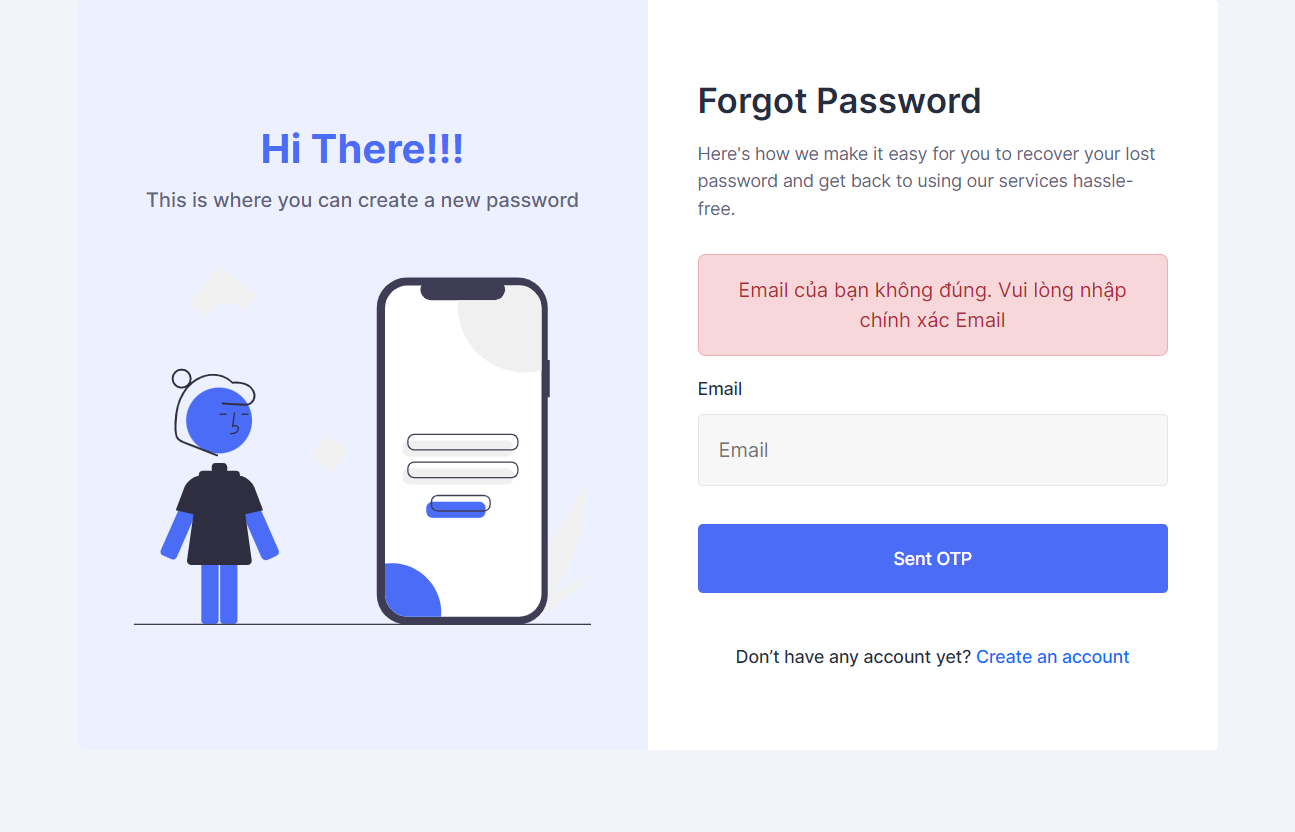 Hi There!!!
This is where you can create a new password
Forgot Password
Here's how we make it easy for you to recover your lost
password and get back to using our services hassle-
free.
Email của bạn không đúng. Vui lòng nhập
chính xác Email
Email
Email
Sent OTP
Don’t have any account yet? Create an account